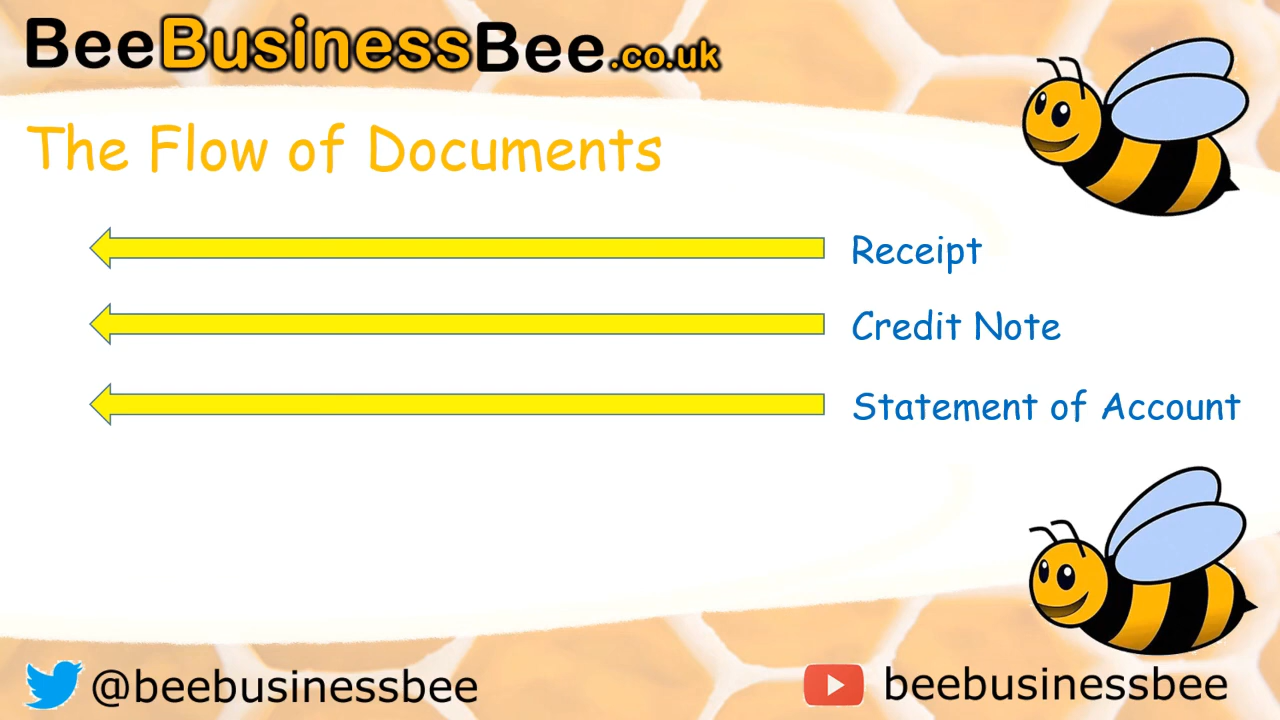 BeeBusinessBee.co.uk
The Flow of Documents
Receipt
Credit Note
Statement of Account
@beebusinessbee
beebusinessbee